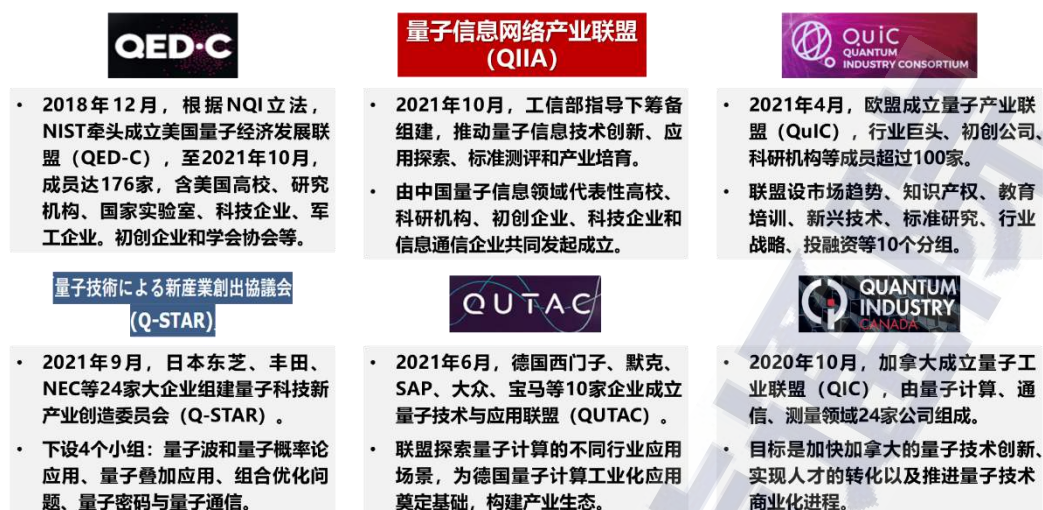 QED·C
• 2018年12月，根据NQI立法，
NIST牵头成立美国量子经济发展联
盟（QED-C），至2021年10月，
成员达176家，含美国高校、研究
机构、国家实验室、科技企业、军
工企业。初创企业和学会协会等。
量子信息网络产业联盟
（QIIA）
• 2021年10月，工信部指导下筹备
组建，推动量子信息技术创新、应
用探索、标准测评和产业培育。
• 由中国量子信息领域代表性高校、
科研机构、初创企业、科技企业和
信息通信企业共同发起成立。
QuIC
QUANTUM
INDUSTRY CONSORTIUM
• 2021年4月，欧盟成立量子产业联
盟（QuIC），行业巨头、初创公司、
科研机构等成员超过100家。
• 联盟设市场趋势、知识产权、教育
培训、新兴技术、标准研究、行业
战略、投融资等10个分组。
量子技術による新産業創出協議会
(Q-STAR)
• 2021年9月，日本东芝、丰田、
NEC等24家大企业组建量子科技新
产业创造委员会（Q-STAR）。
• 下设4个小组：量子波和量子概率论
应用、量子叠加应用、组合优化问
题、量子密码与量子通信。
QUTAC
• 2021年6月，德国西门子、默克、
SAP、大众、宝马等10家企业成立
量子技术与应用联盟（QUTAC）。
• 联盟探索量子计算的不同行业应用
场景，为德国量子计算工业化应用
奠定基础，构建产业生态。
QUANTUM
INDUSTRY
CANADA
• 2020年10月，加拿大成立量子工
业联盟（QIC），由量子计算、通
信、测量领域24家公司组成。
• 目标是加快加拿大的量子技术创新、
实现人才的转化以及推进量子技术
商业化进程。